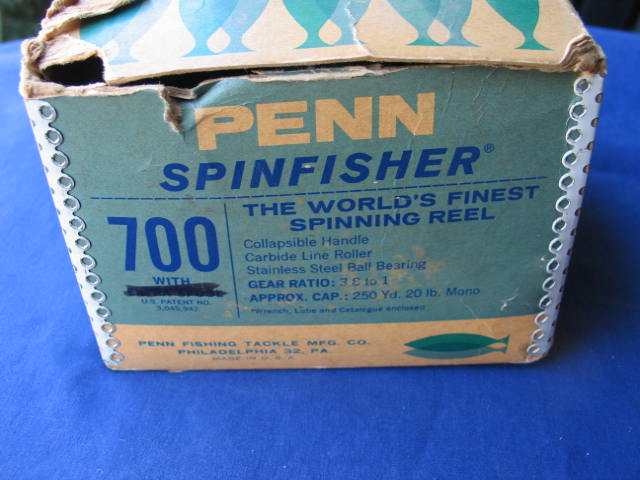 PENN
SPINFISHER®
THE WORLD'S FINEST
SPINNING REEL
700
WITH
U.S. PATENT NO.
3,045,942
Collapsible Handle
Carbide Line Roller
Stainless Steel Ball Bearing
GEAR RATIO: 3.8 to 1
APPROX. CAP.: 250 Yd. 20 lb. Mono
*Wrench, Lube and Catalogue enclosed
PENN FISHING TACKLE MFG. CO.
PHILADELPHIA 32, PA.
MADE IN U.S.A.